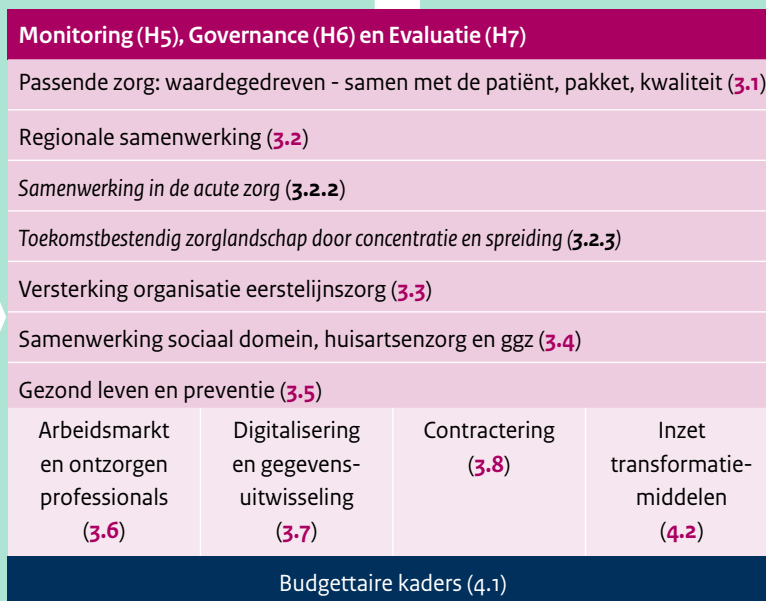 Monitoring (H5), Governance (H6) en Evaluatie (H7)
Passende zorg: waardegedreven - samen met de patiënt, pakket, kwaliteit (3.1)
Regionale samenwerking (3.2)
Samenwerking in de acute zorg (3.2.2)
Toekomstbestendig zorglandschap door concentratie en spreiding (3.2.3)
Versterking organisatie eerstelijnszorg (3.3)
Samenwerking sociaal domein, huisartsenzorg en ggz (3.4)
Gezond leven en preventie (3.5)
Arbeidsmarkt
en ontzorgen
professionals
(3.6)
Digitalisering
en gegevens-
uitwisseling
(3.7)
Contractering
(3.8)
Inzet
transformatie-
middelen
(4.2)
Budgettaire kaders (4.1)